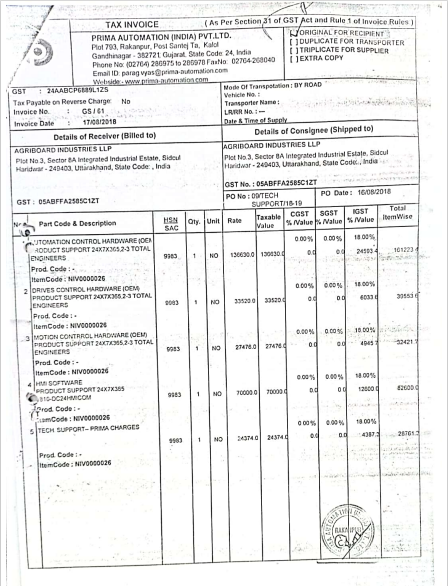 TAX INVOICE
( As Per Section 31 of GST Act and Rule 1 of Invoice Rules )
PRIMA AUTOMATION (INDIA) PVT.LTD.
Plot 793, Rakanpur, Post Santej Ta, Kalol
Gandhinagar - 382721, Gujarat, State Code: 24, India
Phone No: (02764) 286975 to 286978 FaxNo: 02764-268040
Email ID: parag.vyas@prima-automation.com
Webside - www.prima-automation.com
ORIGINAL FOR RECIPIENT
[ ] DUPLICATE FOR TRANSPORTER
[ ] TRIPLICATE FOR SUPPLIER
[ ] EXTRA COPY
GST : 24AABCP6889L1ZS
Tax Payable on Reverse Charge: No
Invoice No. : GS / 61
Invoice Date : 17/08/2018
Mode Of Transpotation : BY ROAD
Vehicle No. :
Transporter Name :
LR/RR No. :
Date & Time of Supply
Details of Receiver (Billed to)
Details of Consignee (Shipped to)
AGRIBOARD INDUSTRIES LLP
Plot No.3, Sector 8A Integrated Industrial Estate, Sidcul
Haridwar - 249403, Uttarakhand, State Code: , India
GST : 05ABFFA2585C1ZT
AGRIBOARD INDUSTRIES LLP
Plot No.3, Sector 8A Integrated Industrial Estate, Sidcul
Haridwar - 249403, Uttarakhand, State Code:, , India
GST No. : 05ABFFA2585C1ZT
PO No : 09/TECH SUPPORT/18-19
PO Date: 16/08/2018
Part Code & Description HSN SAC Qty. Unit Rate Taxable Value CGST % /Value SGST % /Value IGST % /Value Total ItemWise
AUTOMATION CONTROL HARDWARE (OEM 0.00 % 0.00 % 18.00%
PRODUCT SUPPORT 24X7X365,2-3 TOTAL 9983 1 NO 136630.0 136630.0 0.0 0.0 24593.4 161223.4
ENGINEERS
Prod. Code : -
ItemCode : NIV0000026
2 DRIVES CONTROL HARDWARE (OEM) 0.00 % 0.00 % 18.00%
PRODUCT SUPPORT 24X7X365,2-3 TOTAL 9983 1 NO 33520.0 33520.0 0.0 0.0 6033.6 39553.6
ENGINEERS
Prod. Code : -
ItemCode : NIV0000026
3 MOTION CONTRROL HARDWARE (OEM) 0.00 % 0.00 % 18.00%
PRODUCT SUPPORT 24X7X365,2-3 TOTAL 9983 1 NO 27476.0 27476.0 0.0 0.0 4945.7 32421.7
ENGINEERS
Prod. Code : -
ItemCode : NIV0000026
4 HMI SOFTWARE 0.00 % 0.00 % 18.00%
PRODUCT SUPPORT 24X7X365 9983 1 NO 70000.0 70000.0 0.0 0.0 12600.0 82600.0
Prod. Code : -
ItemCode : NIV0000026
5 TECH SUPPORT-- PRIMA CHARGES 0.00 % 0.00 % 18.00%
9983 1 NO 24374.0 24374.0 0.0 0.0 4387.3 28761.3
Prod. Code : -
ItemCode : NIV0000026